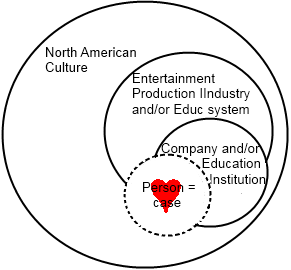 North American
Culture
Entertainment
Production IIndustry
and/or Educ system
Company and/or
Education
Institution
Person =
case